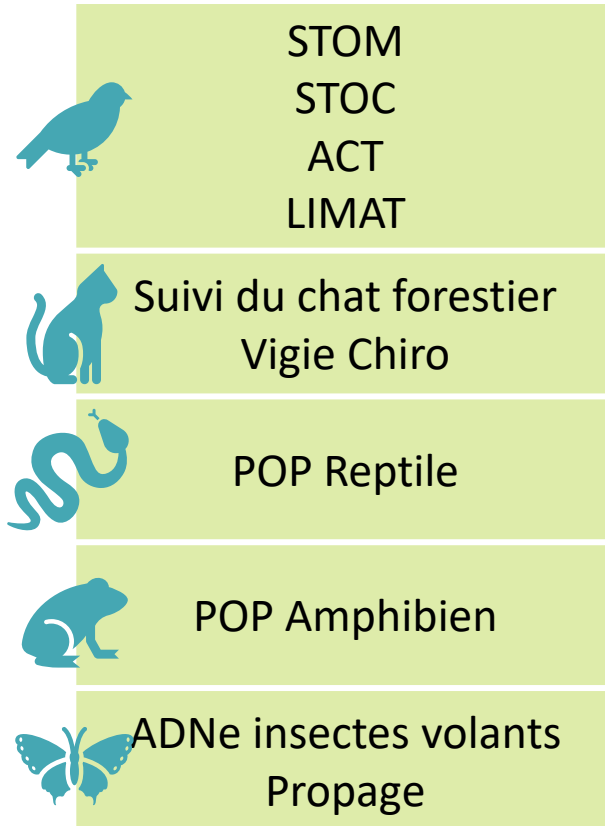 STOM
STOC
ACT
LIMAT
Suivi du chat forestier
Vigie Chiro
POP Reptile
POP Amphibien
ADNe insectes volants
Propage